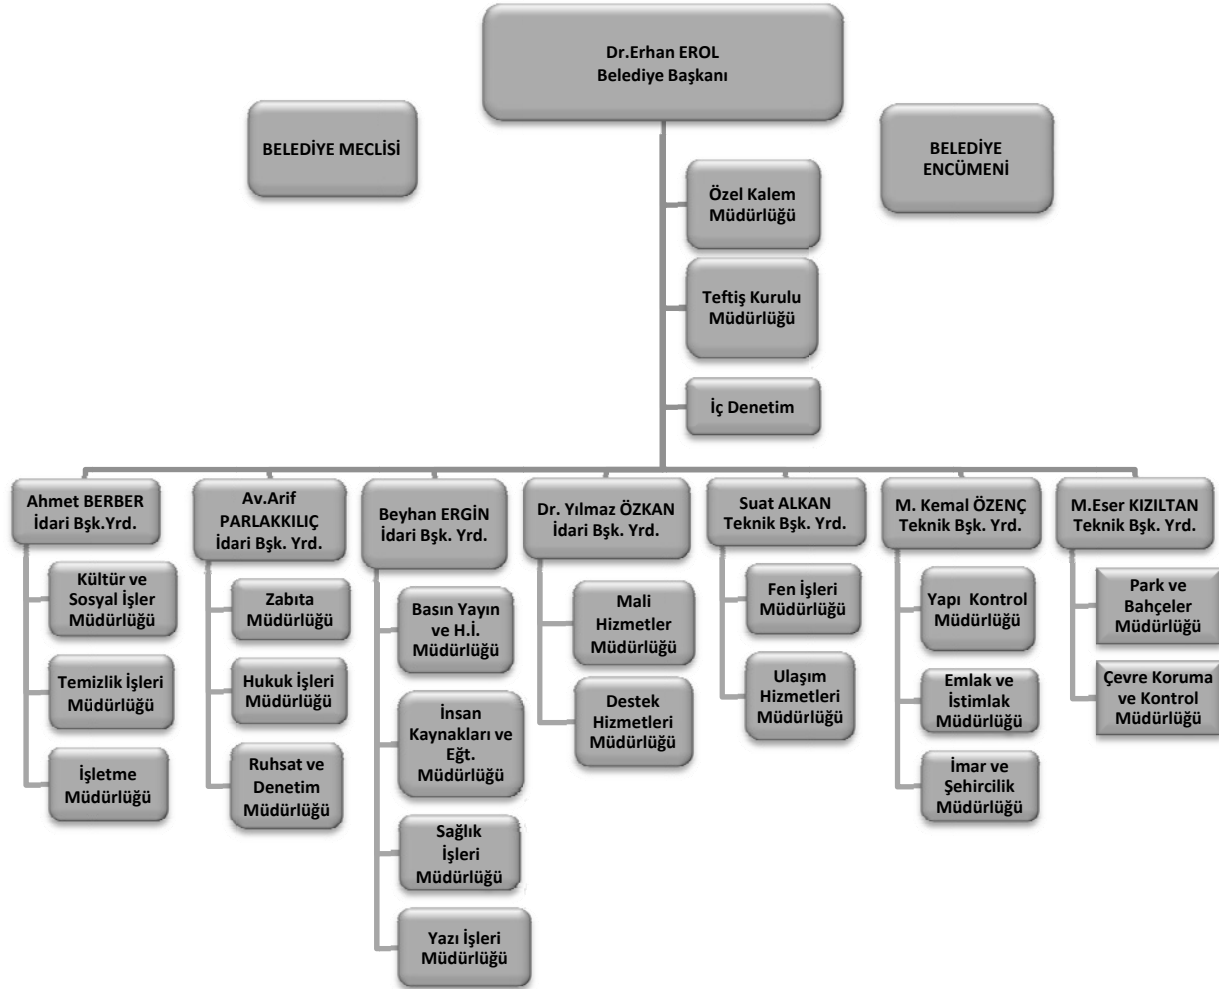 Dr.Erhan EROL
Belediye Başkanı
BELEDİYE MECLİSİ
BELEDİYE
ENCÜMENİ
Özel Kalem
Müdürlüğü
Teftiş Kurulu
Müdürlüğü
İç Denetim
Ahmet BERBER
İdari Bşk.Yrd.
Kültür ve
Sosyal İşler
Müdürlüğü
Temizlik İşleri
Müdürlüğü
İşletme
Müdürlüğü
Av.Arif
PARLAKKILIÇ
İdari Bşk. Yrd.
Zabıta
Müdürlüğü
Hukuk İşleri
Müdürlüğü
Ruhsat ve
Denetim
Müdürlüğü
Beyhan ERGİN
İdari Bşk. Yrd.
Basın Yayın
ve H.İ.
Müdürlüğü
İnsan
Kaynakları ve
Eğt.
Müdürlüğü
Sağlık
İşleri
Müdürlüğü
Yazı İşleri
Müdürlüğü
Dr. Yılmaz ÖZKAN
İdari Bşk. Yrd.
Mali
Hizmetler
Müdürlüğü
Destek
Hizmetleri
Müdürlüğü
Suat ALKAN
Teknik Bşk. Yrd.
Fen İşleri
Müdürlüğü
Ulaşım
Hizmetleri
Müdürlüğü
M. Kemal ÖZENÇ
Teknik Bşk. Yrd.
Yapı Kontrol
Müdürlüğü
Emlak ve
İstimlak
Müdürlüğü
İmar ve
Şehircilik
Müdürlüğü
M.Eser KIZILTAN
Teknik Bşk. Yrd.
Park ve
Bahçeler
Müdürlüğü
Çevre Koruma
ve Kontrol
Müdürlüğü